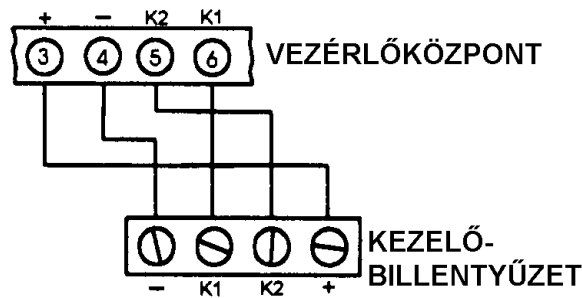 + − K2 K1
3 4 5 6
VEZÉRLŐKÖZPONT
KEZELŐ-
BILLENTYŰZET
− K1 K2 +